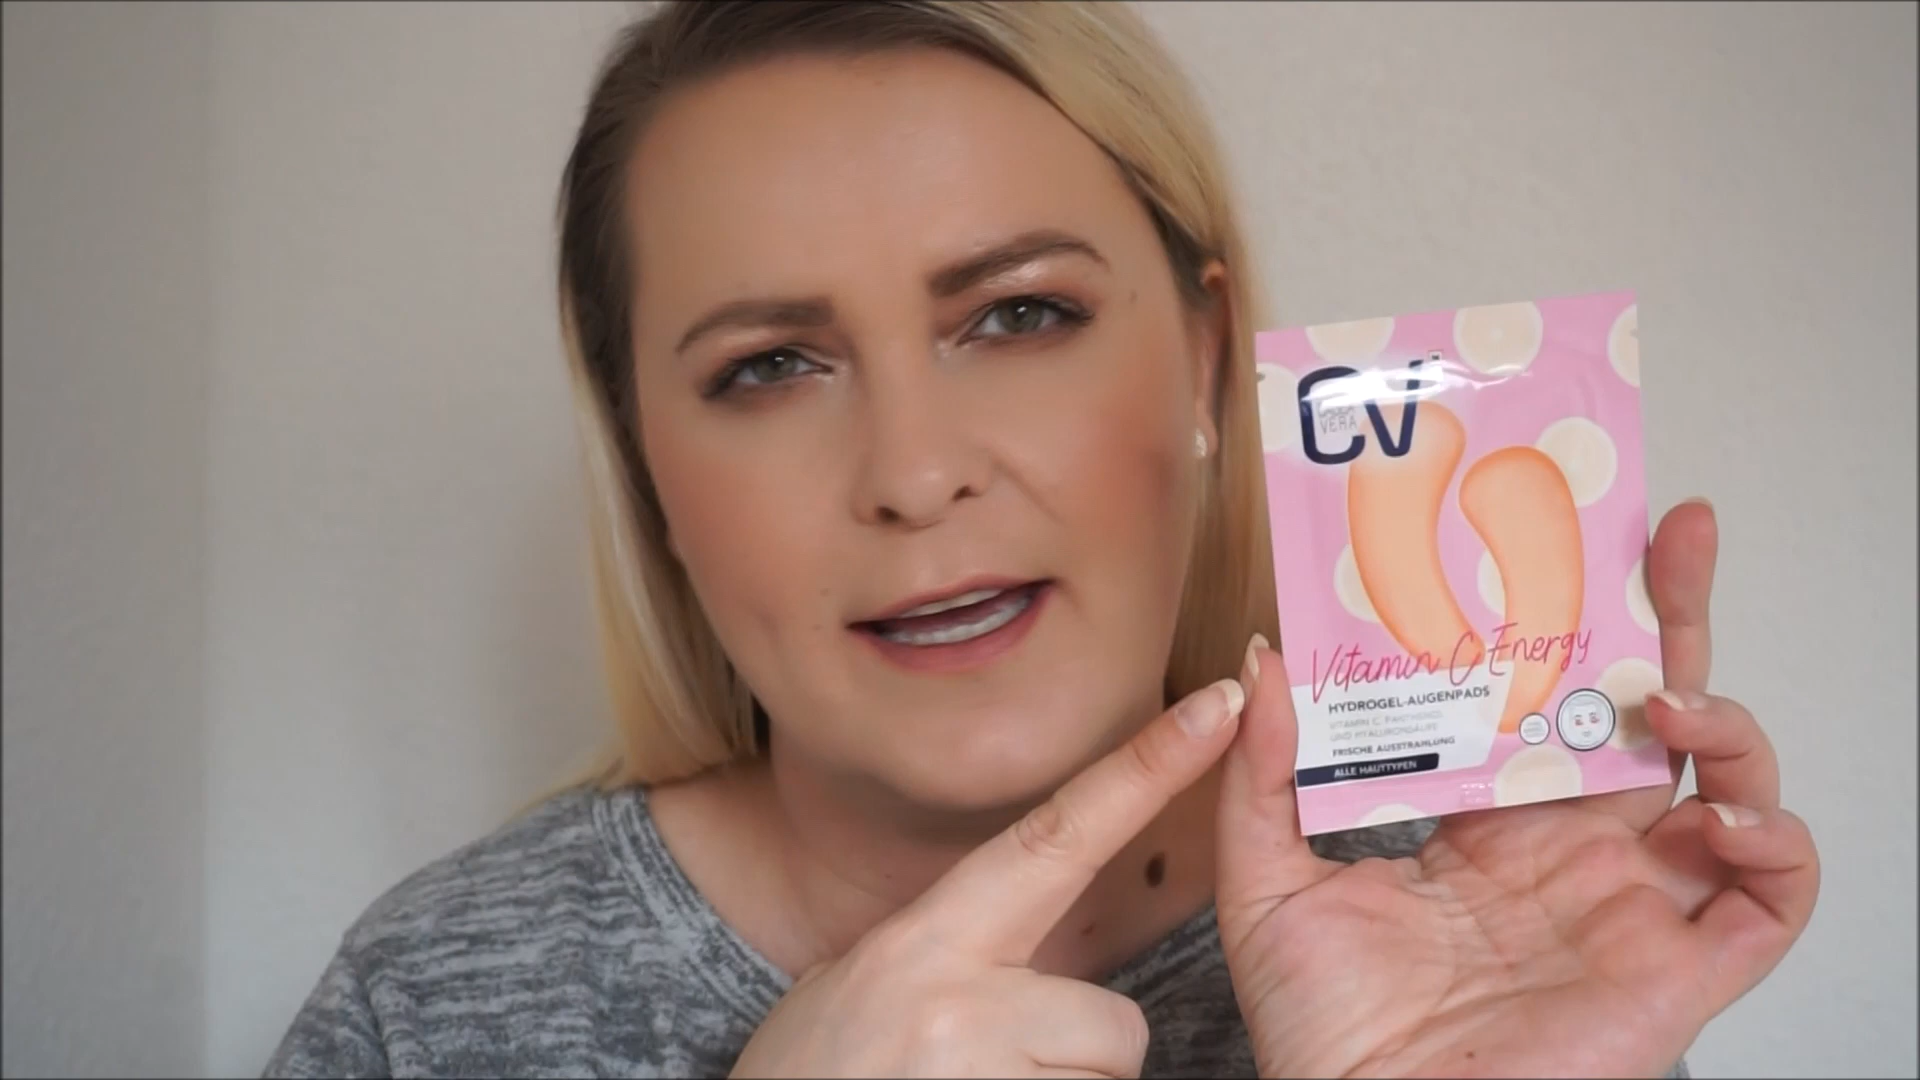 CV
CADEA
VERA
Vitamin C Energy
HYDROGEL-AUGENPADS
VITAMIN C, PANTHENOL
UND HYALURONSÄURE
FRISCHE AUSSTRAHLUNG
ALLE HAUTTYPEN